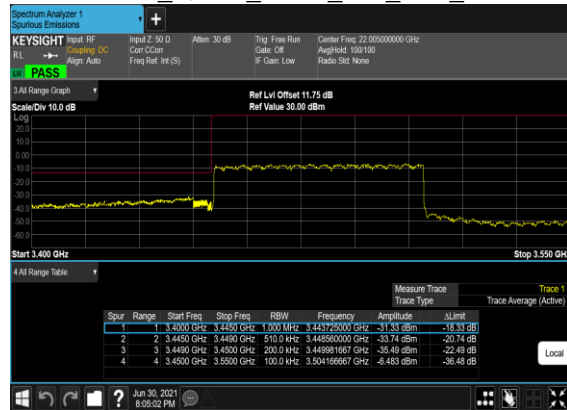 Spectrum Analyzer 1
Spurious Emissions
+
KEYSIGHT
RL
Input: RF
Coupling: DC
Align: Auto
Input Z: 50 Ω
Corr CCorr
Freq Ref: Int (S)
Atten: 30 dB
Trig: Free Run
Gate: Off
IF Gain: Low
Center Freq: 22.005000000 GHz
Avg|Hold: 100/100
Radio Std: None
PASS
3 All Range Graph
Scale/Div 10.0 dB
Ref Lvl Offset 11.75 dB
Ref Value 30.00 dBm
Log
20.0
10.0
0.00
-10.0
-20.0
-30.0
-40.0
-50.0
-60.0
Start 3.400 GHz
Stop 3.550 GHz
4 All Range Table
Measure Trace Trace 1
Trace Type Trace Average (Active)
Spur Range Start Freq Stop Freq RBW Frequency Amplitude ΔLimit
1 1 3.4000 GHz 3.4450 GHz 1.000 MHz 3.443725000 GHz -31.33 dBm -18.33 dB
2 2 3.4450 GHz 3.4490 GHz 510.0 kHz 3.448560000 GHz -33.74 dBm -20.74 dB
3 3 3.4490 GHz 3.4500 GHz 200.0 kHz 3.449981667 GHz -35.49 dBm -22.49 dB
4 4 3.4500 GHz 3.5500 GHz 100.0 kHz 3.504166667 GHz -6.483 dBm -36.48 dB
Local
?
Jun 30, 2021
8:05:02 PM